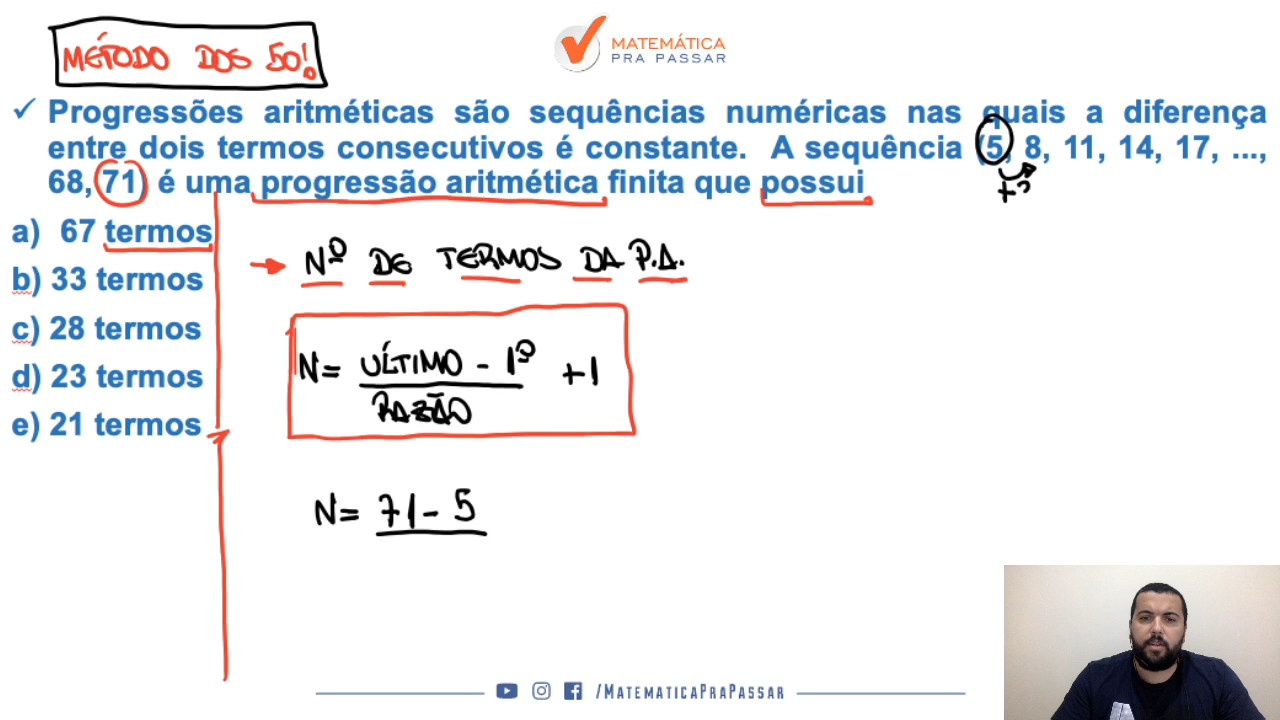 MÉTODO DOS 50!
MATEMÁTICA
PRA PASSAR
✓ Progressões aritméticas são sequências numéricas nas quais a diferença
entre dois termos consecutivos é constante. A sequência (5, 8, 11, 14, 17, ...,
68, 71) é uma progressão aritmética finita que possui
+3
a) 67 termos
b) 33 termos
c) 28 termos
d) 23 termos
e) 21 termos
→ Nº DE TERMOS DA P.A.
N= ÚLTIMO - 1º +1
RAZÃO
N= 71 - 5
/MATEMATICAPRAPASSAR